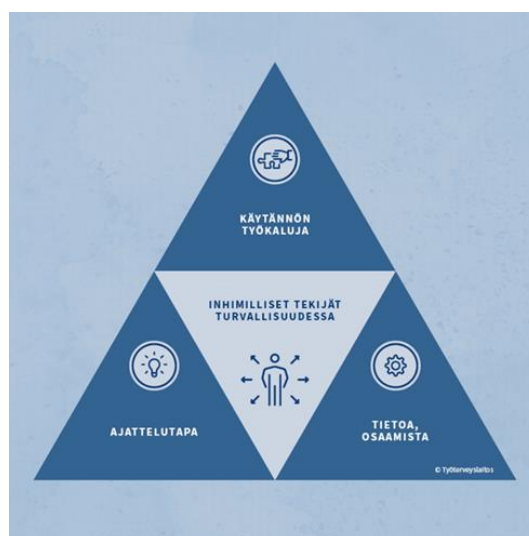 KÄYTÄNNÖN
TYÖKALUJA
INHIMILLISET TEKIJÄT
TURVALLISUUDESSA
AJATTELUTAPA
TIETOA,
OSAAMISTA
© Työterveyslaitos